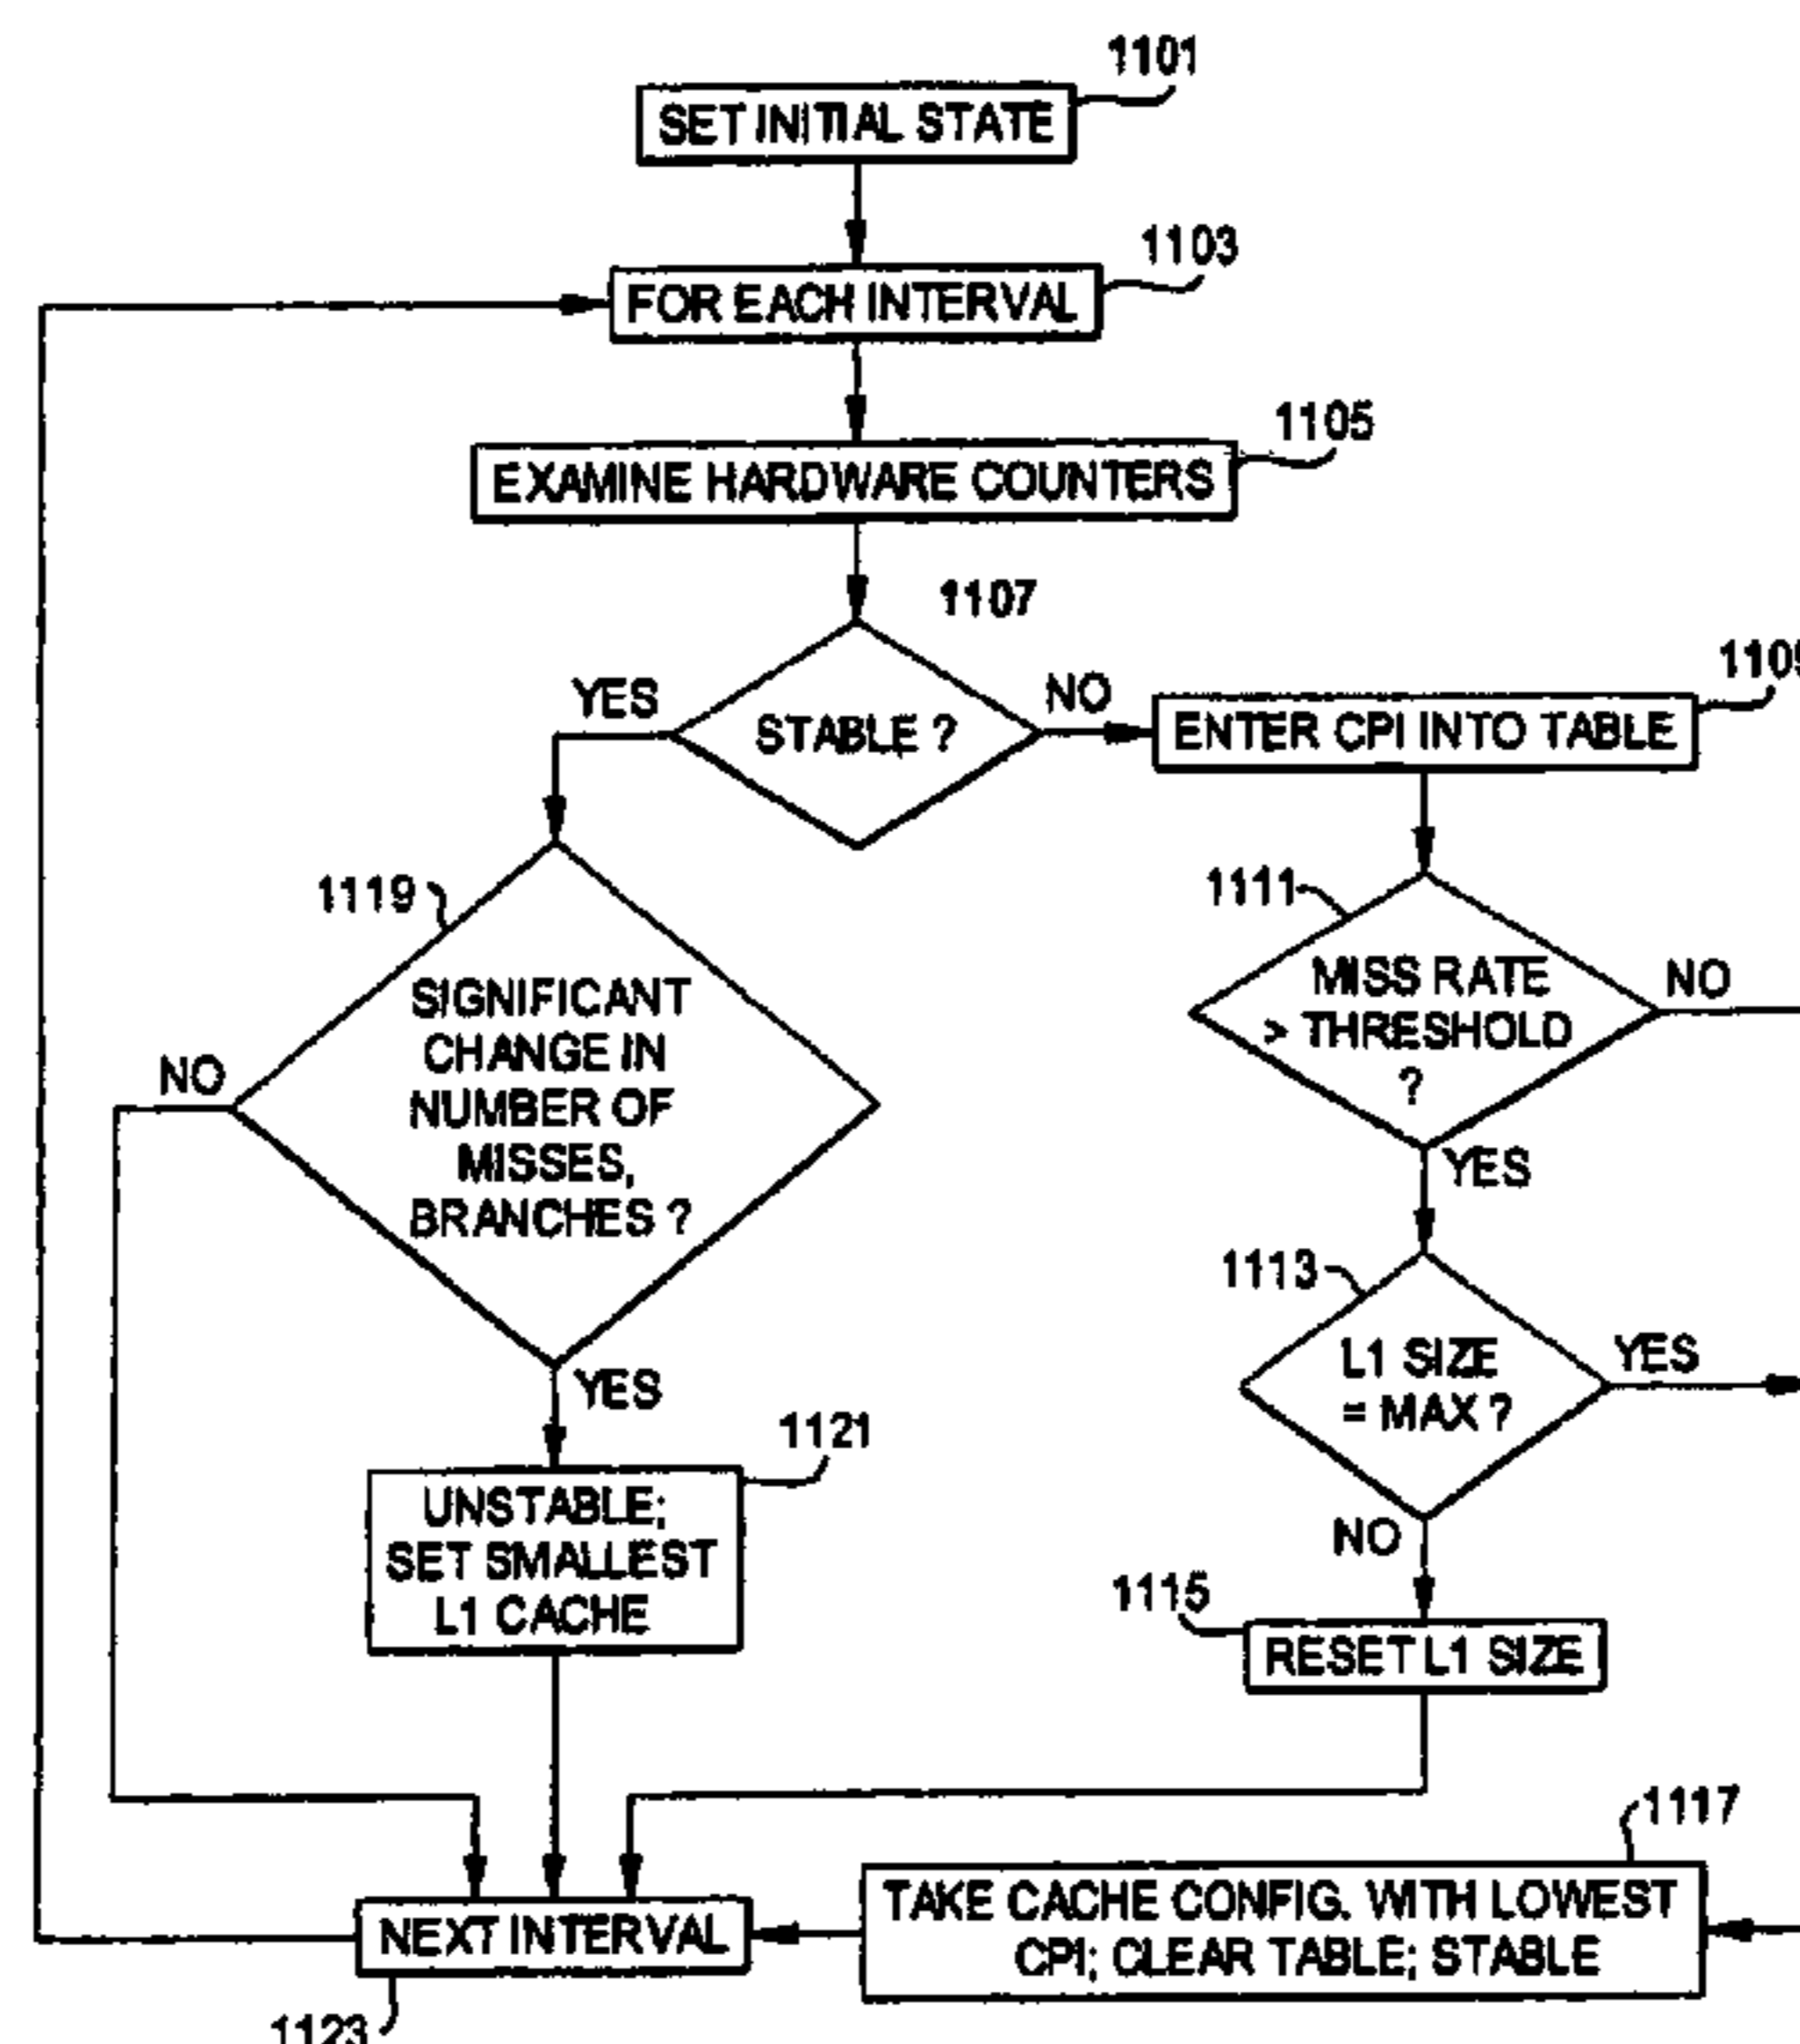 1101
SET INITIAL STATE
1103
FOR EACH INTERVAL
1105
EXAMINE HARDWARE COUNTERS
1107
YES
STABLE ?
NO
1109
ENTER CPI INTO TABLE
1119
SIGNIFICANT
CHANGE IN
NUMBER OF
MISSES,
BRANCHES ?
NO
YES
1111
MISS RATE
> THRESHOLD
?
NO
YES
1113
L1 SIZE
= MAX ?
YES
NO
1121
UNSTABLE;
SET SMALLEST
L1 CACHE
1115
RESET L1 SIZE
1117
TAKE CACHE CONFIG. WITH LOWEST
CPI; CLEAR TABLE; STABLE
NEXT INTERVAL
1123